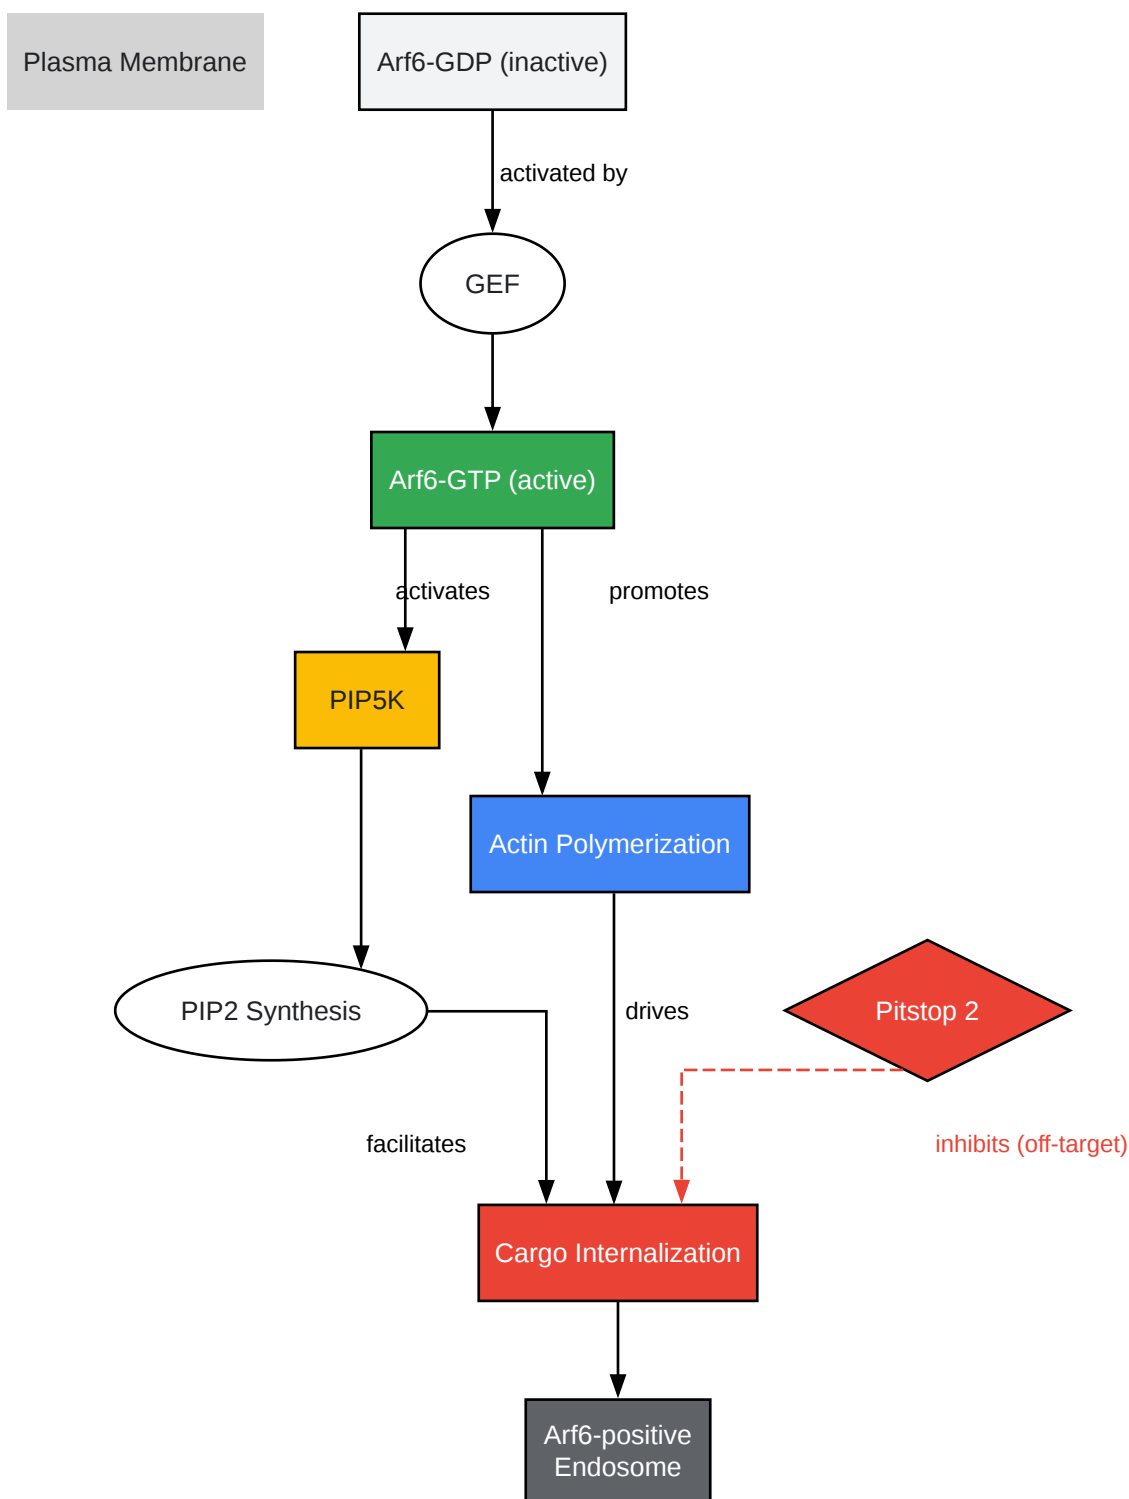 Plasma Membrane
Arf6-GDP (inactive)
activated by
GEF
Arf6-GTP (active)
activates
promotes
PIP5K
Actin Polymerization
PIP2 Synthesis
drives
Pitstop 2
facilitates
inhibits (off-target)
Cargo Internalization
Arf6-positive
Endosome